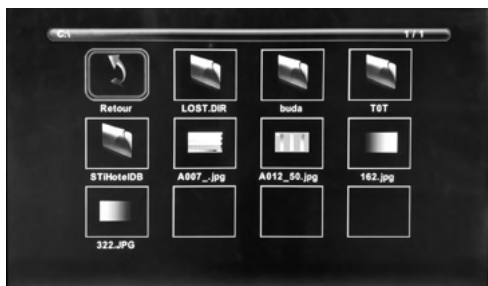 C:\ 1 / 1
Retour LOST.DIR buda T0T
STiHotelDB A007_.jpg A012_50.jpg 162.jpg
322.JPG